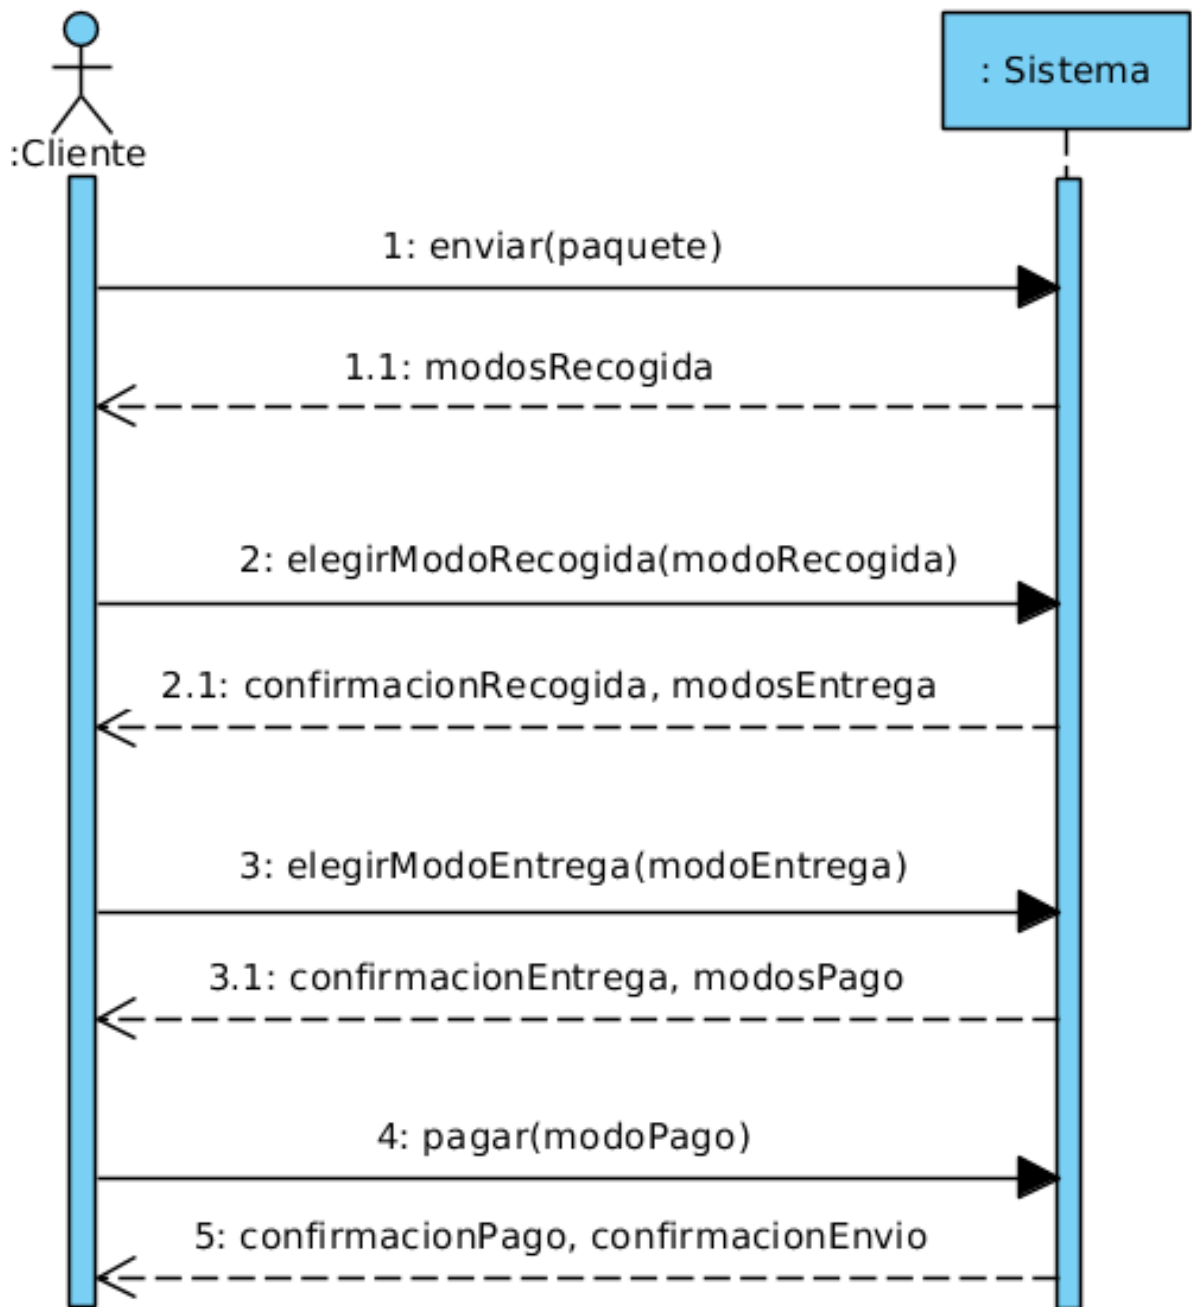 : Sistema
:Cliente
1: enviar(paquete)
1.1: modosRecogida
2: elegirModoRecogida(modoRecogida)
2.1: confirmacionRecogida, modosEntrega
3: elegirModoEntrega(modoEntrega)
3.1: confirmacionEntrega, modosPago
4: pagar(modoPago)
5: confirmacionPago, confirmacionEnvio